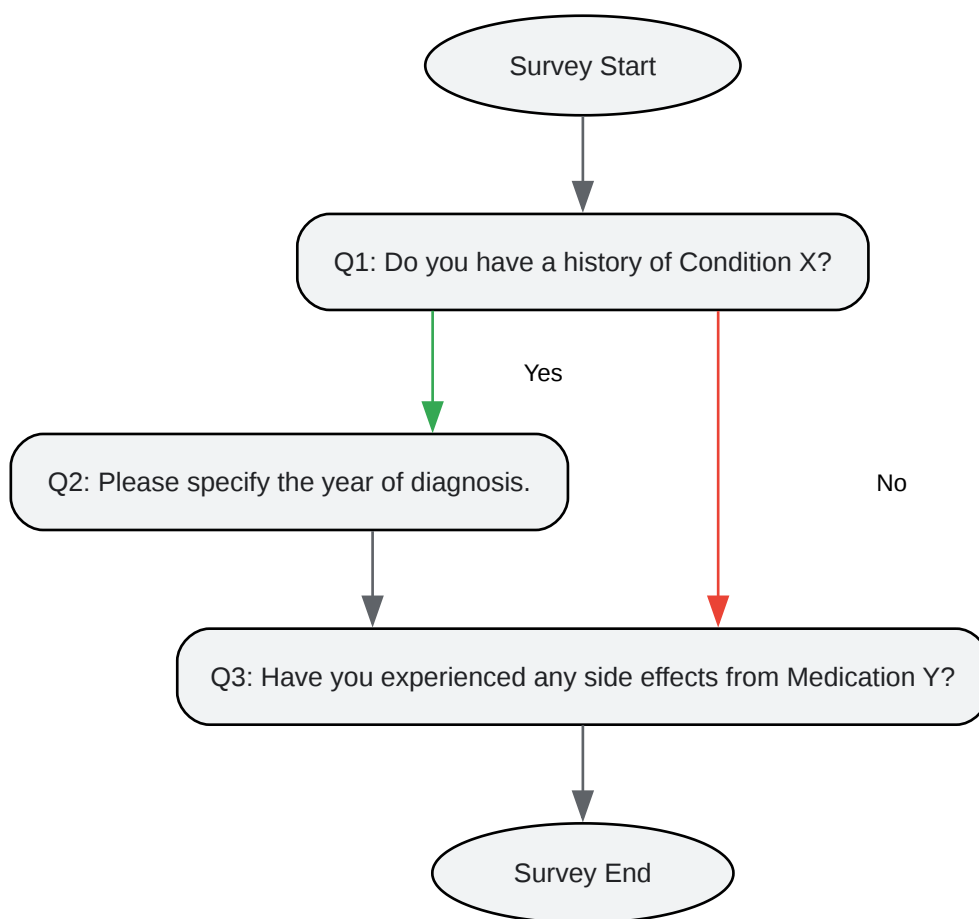 Survey Start
Q1: Do you have a history of Condition X?
Yes
Q2: Please specify the year of diagnosis.
No
Q3: Have you experienced any side effects from Medication Y?
Survey End